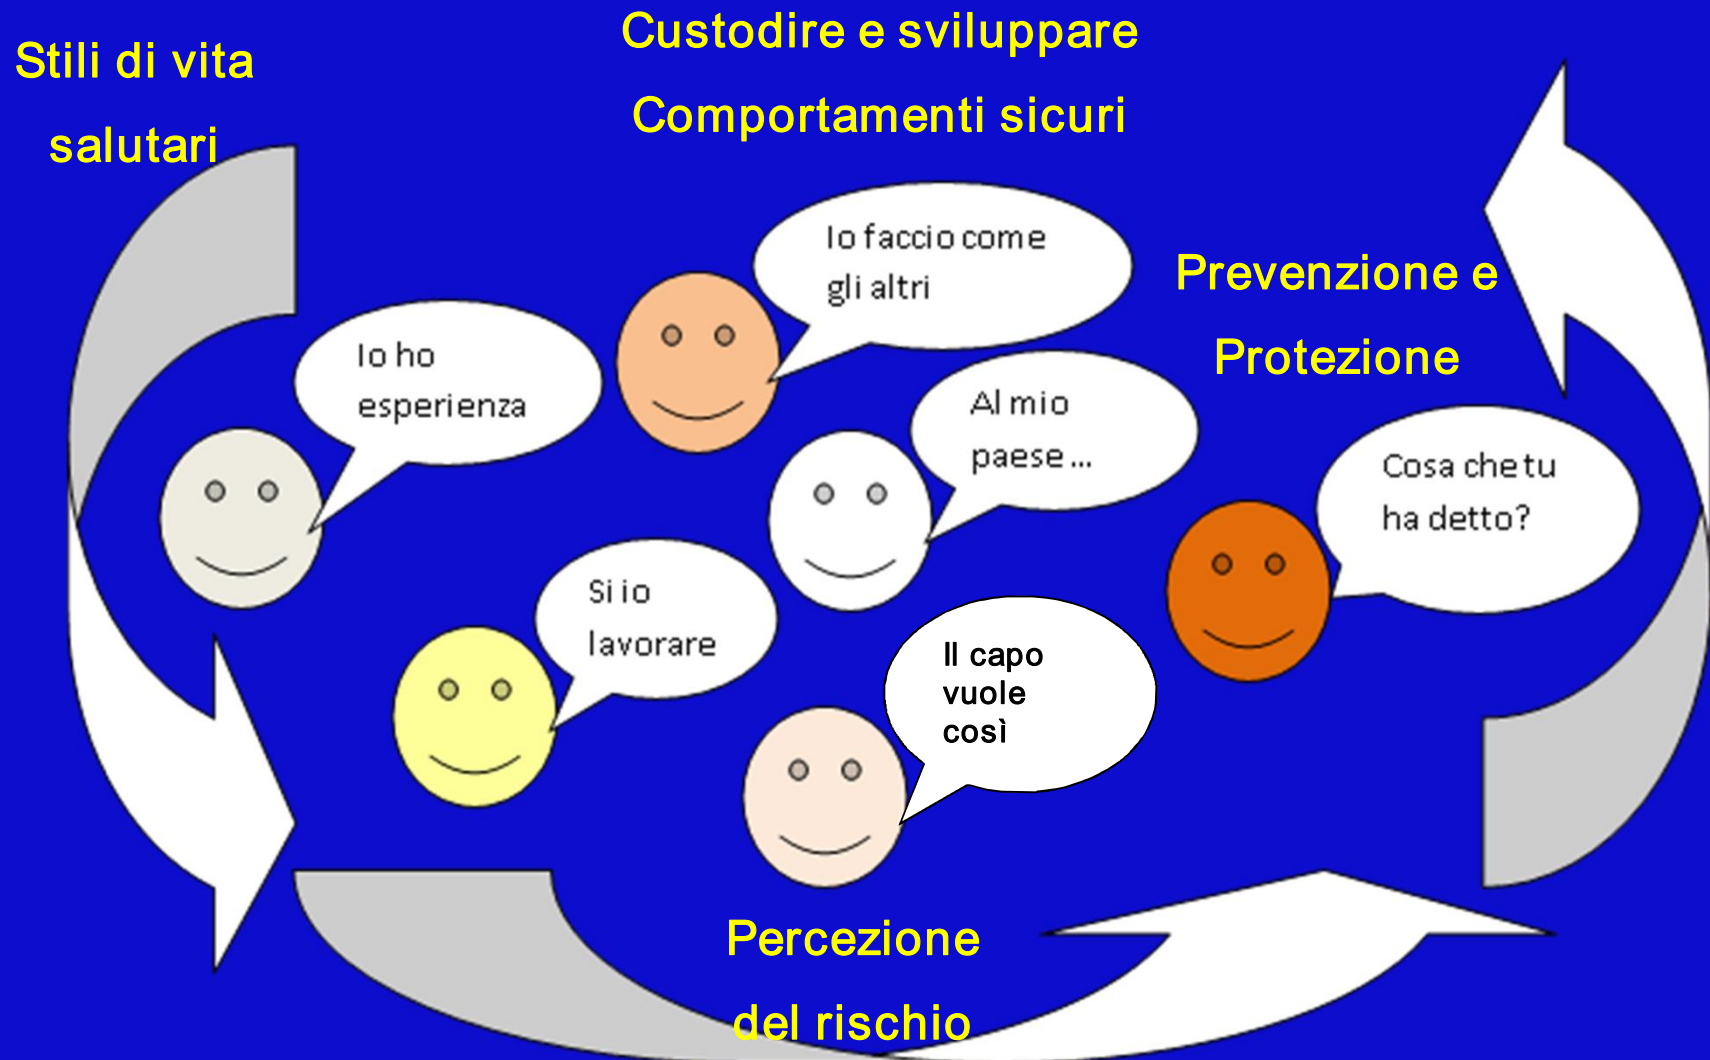 Stili di vita
salutari
Custodire e sviluppare
Comportamenti sicuri
Io faccio come
gli altri
Prevenzione e
Protezione
Io ho
esperienza
Al mio
paese ...
Cosa che tu
ha detto?
Si io
lavorare
Il capo
vuole
così
Percezione
del rischio